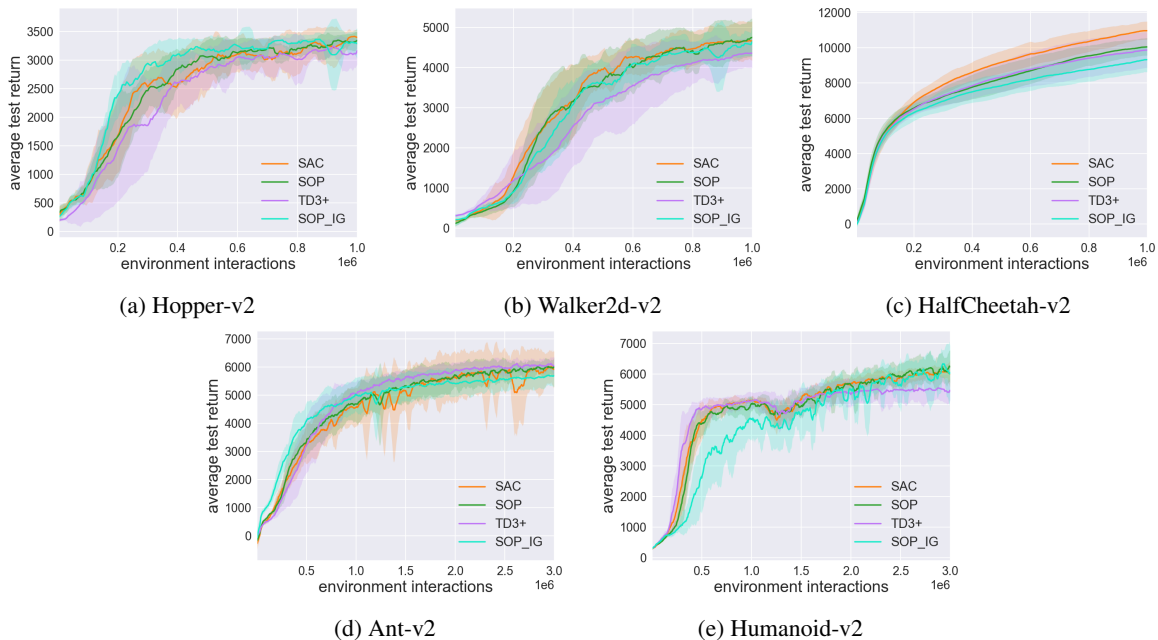 average test return
3500
3000
2500
2000
1500
1000
500
0
SAC
SOP
TD3+
SOP_IG
0.2 0.4 0.6 0.8 1.0
1e6
environment interactions
(a) Hopper-v2
average test return
5000
4000
3000
2000
1000
0
SAC
SOP
TD3+
SOP_IG
0.2 0.4 0.6 0.8 1.0
1e6
environment interactions
(b) Walker2d-v2
average test return
12000
10000
8000
6000
4000
2000
0
SAC
SOP
TD3+
SOP_IG
0.2 0.4 0.6 0.8 1.0
1e6
environment interactions
(c) HalfCheetah-v2
average test return
7000
6000
5000
4000
3000
2000
1000
0
SAC
SOP
TD3+
SOP_IG
0.5 1.0 1.5 2.0 2.5 3.0
1e6
environment interactions
(d) Ant-v2
average test return
7000
6000
5000
4000
3000
2000
1000
0
SAC
SOP
TD3+
SOP_IG
0.5 1.0 1.5 2.0 2.5 3.0
1e6
environment interactions
(e) Humanoid-v2